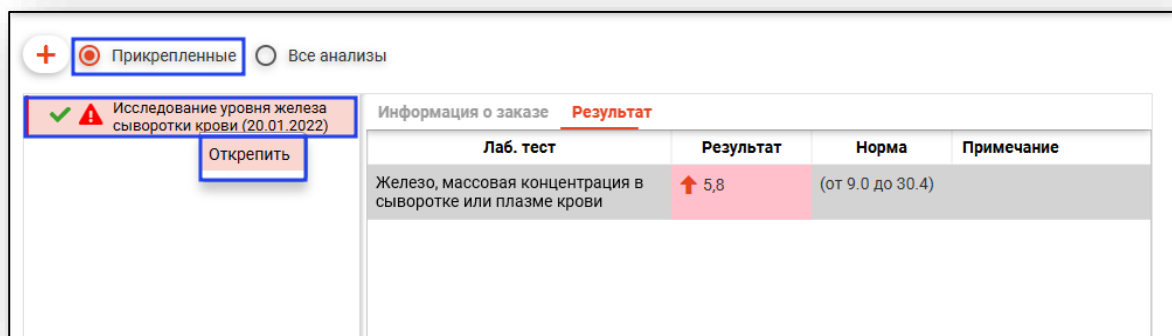 + Прикрепленные Все анализы
Исследование уровня железа
сыворотки крови (20.01.2022)
Открепить
Информация о заказе Результат
Лаб. тест Результат Норма Примечание
Железо, массовая концентрация в
сыворотке или плазме крови
5,8 (от 9.0 до 30.4)